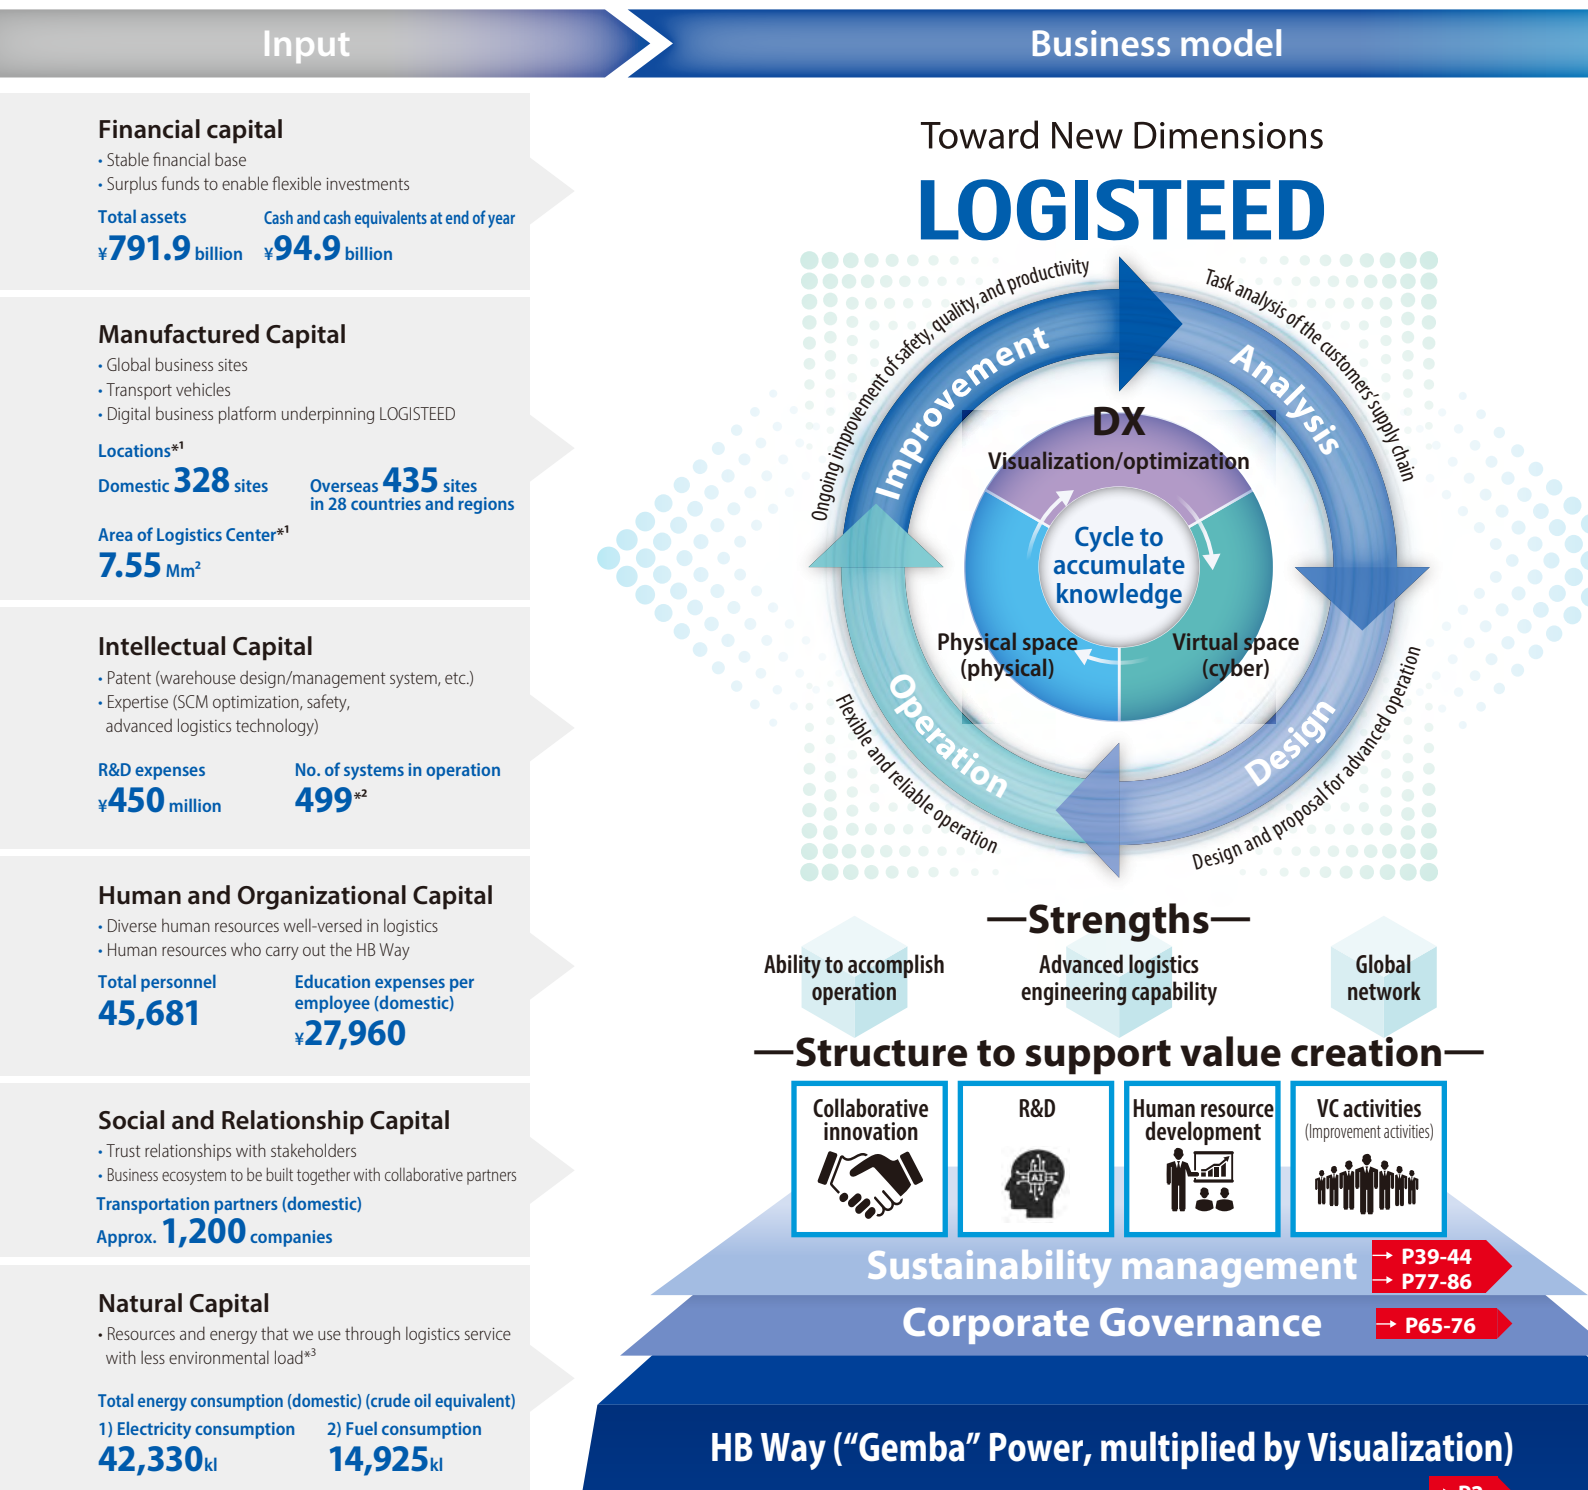 Input
Business model
Financial capital
• Stable financial base
• Surplus funds to enable flexible investments
Total assets
¥791.9 billion
Cash and cash equivalents at end of year
¥94.9 billion
Manufactured Capital
• Global business sites
• Transport vehicles
• Digital business platform underpinning LOGISTEED
Locations*1
Domestic 328 sites
Overseas 435 sites
in 28 countries and regions
Area of Logistics Center*1
7.55 Mm²
Intellectual Capital
• Patent (warehouse design/management system, etc.)
• Expertise (SCM optimization, safety,
advanced logistics technology)
R&D expenses
¥450 million
No. of systems in operation
499*2
Human and Organizational Capital
• Diverse human resources well-versed in logistics
• Human resources who carry out the HB Way
Total personnel
45,681
Education expenses per
employee (domestic)
¥27,960
Social and Relationship Capital
• Trust relationships with stakeholders
• Business ecosystem to be built together with collaborative partners
Transportation partners (domestic)
Approx. 1,200 companies
Natural Capital
• Resources and energy that we use through logistics service
with less environmental load*3
Total energy consumption (domestic) (crude oil equivalent)
1) Electricity consumption
42,330kl
2) Fuel consumption
14,925kl
Toward New Dimensions
LOGISTEED
Ongoing improvement of safety, quality, and productivity
Task analysis of the customers' supply chain
Improvement
Analysis
DX
Visualization/optimization
Cycle to
accumulate
knowledge
Physical space
(physical)
Virtual space
(cyber)
Operation
Design
Flexible and reliable operation
Design and proposal for advanced operation
—Strengths—
Ability to accomplish
operation
Advanced logistics
engineering capability
Global
network
—Structure to support value creation—
Collaborative
innovation
R&D
AI
Human resource
development
VC activities
(Improvement activities)
Sustainability management
→ P39-44
→ P77-86
Corporate Governance
→ P65-76
HB Way (“Gemba” Power, multiplied by Visualization)